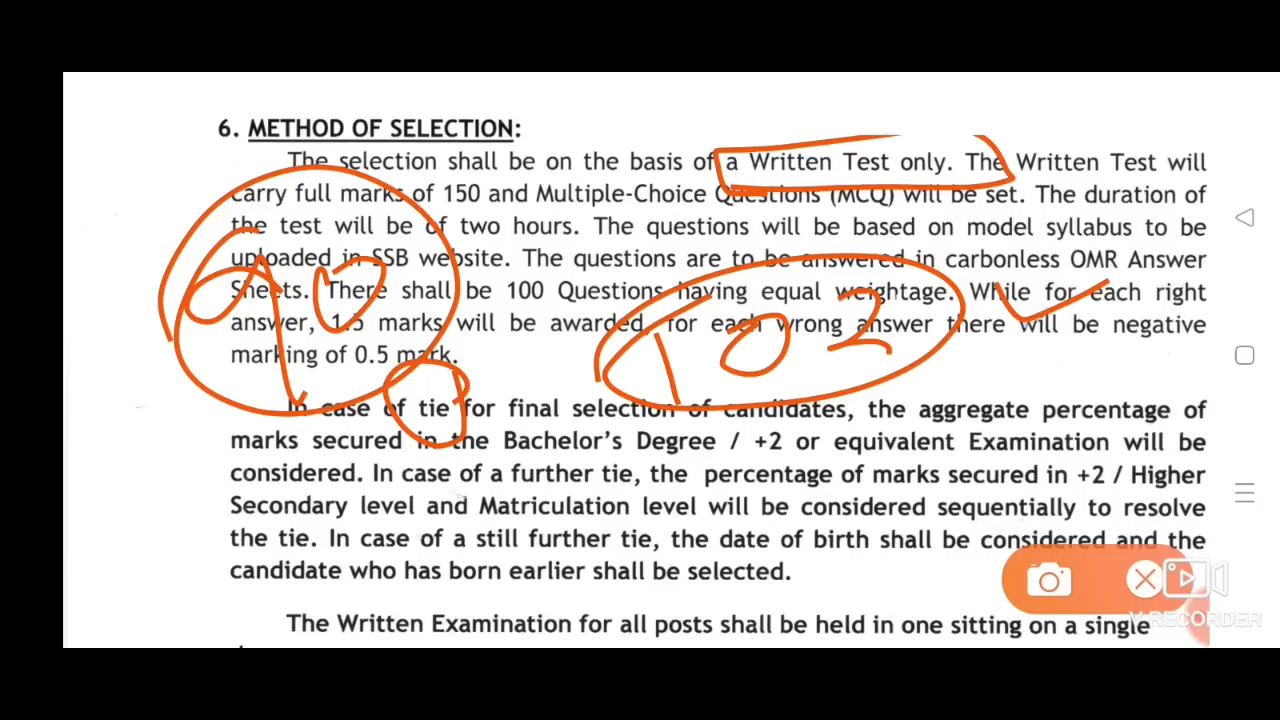 6. METHOD OF SELECTION:
The selection shall be on the basis of a Written Test only. The Written Test will
carry full marks of 150 and Multiple-Choice Questions (MCQ) will be set. The duration of
the test will be of two hours. The questions will be based on model syllabus to be
uploaded in SSB website. The questions are to be answered in carbonless OMR Answer
Sheets. There shall be 100 Questions having equal weightage. While for each right
answer, 1.5 marks will be awarded, for each wrong answer there will be negative
marking of 0.5 mark.
90
102
In case of tie for final selection of candidates, the aggregate percentage of
marks secured in the Bachelor's Degree / +2 or equivalent Examination will be
considered. In case of a further tie, the percentage of marks secured in +2 / Higher
Secondary level and Matriculation level will be considered sequentially to resolve
the tie. In case of a still further tie, the date of birth shall be considered and the
candidate who has born earlier shall be selected.
The Written Examination for all posts shall be held in one sitting on a single
V RECORDER